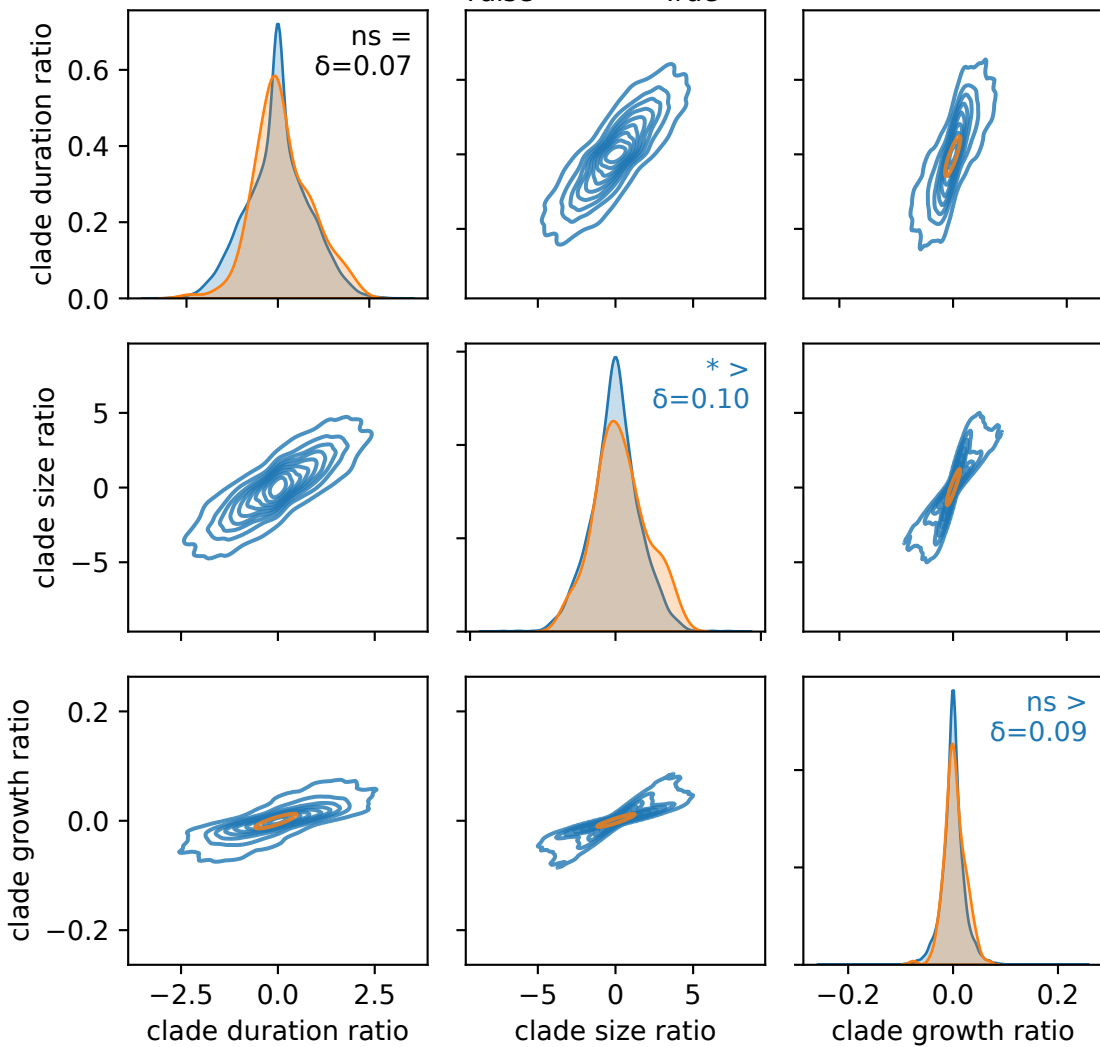 ns =
δ=0.07
clade duration ratio
0.6
0.4
0.2
0.0
* >
δ=0.10
clade size ratio
5
0
−5
ns >
δ=0.09
clade growth ratio
0.2
0.0
−0.2
−2.5 0.0 2.5
−5 0 5
−0.2 0.0 0.2
clade duration ratio
clade size ratio
clade growth ratio